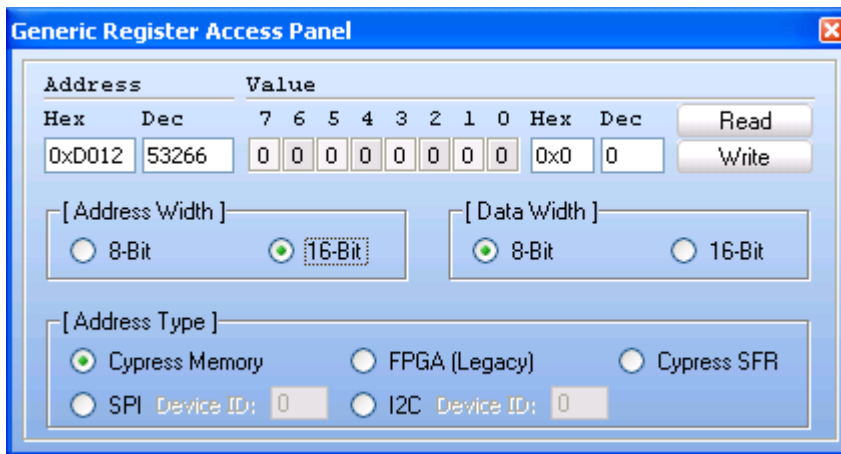 Generic Register Access Panel
Address Value
Hex Dec 7 6 5 4 3 2 1 0 Hex Dec Read
0xD012 53266 0 0 0 0 0 0 0 0 0x0 0 Write
[ Address Width ] [ Data Width ]
8-Bit 16-Bit 8-Bit 16-Bit
[ Address Type ]
Cypress Memory FPGA (Legacy) Cypress SFR
SPI Device ID: 0 I2C Device ID: 0